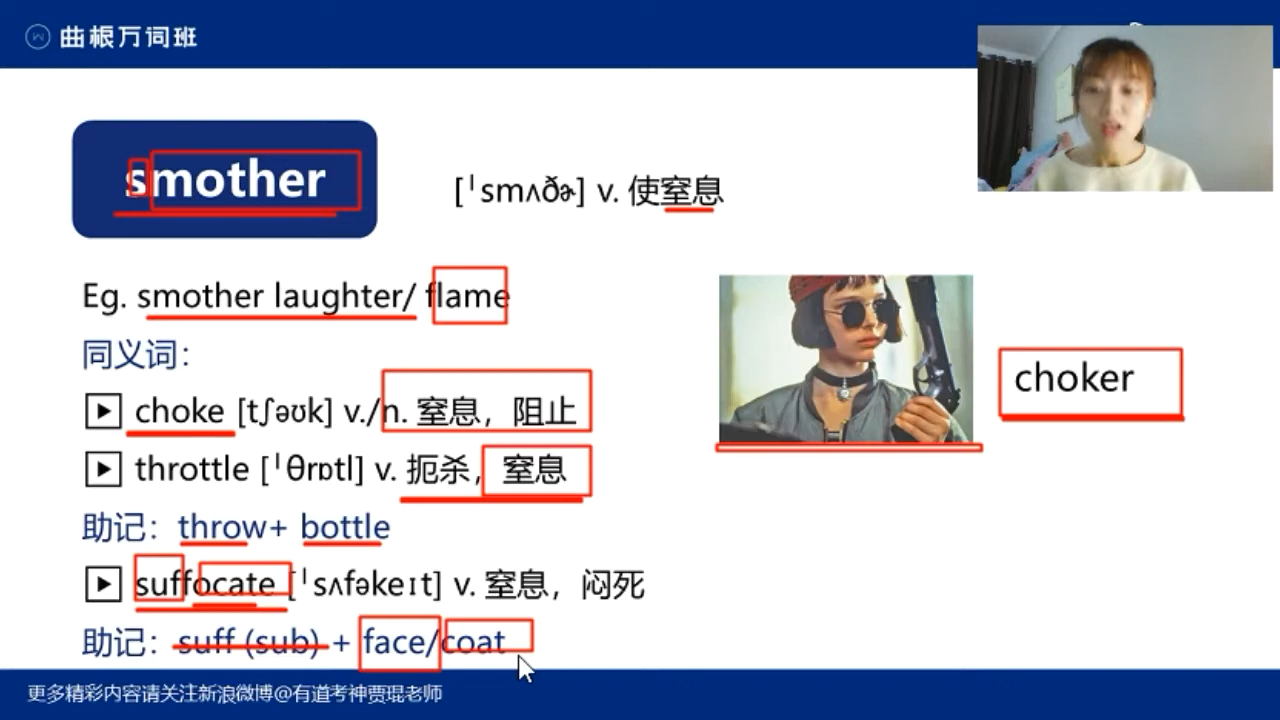 曲根万词班
smother
[ˈsmʌðɚ] v. 使窒息
Eg. smother laughter/ flame
同义词：
choke [tʃəʊk] v./n. 窒息，阻止
choker
throttle [ˈθrɒtl] v. 扼杀，窒息
助记：throw+ bottle
suffocate [ˈsʌfəkeɪt] v. 窒息，闷死
助记：suff (sub) + face/coat
更多精彩内容请关注新浪微博@有道考神贾琨老师